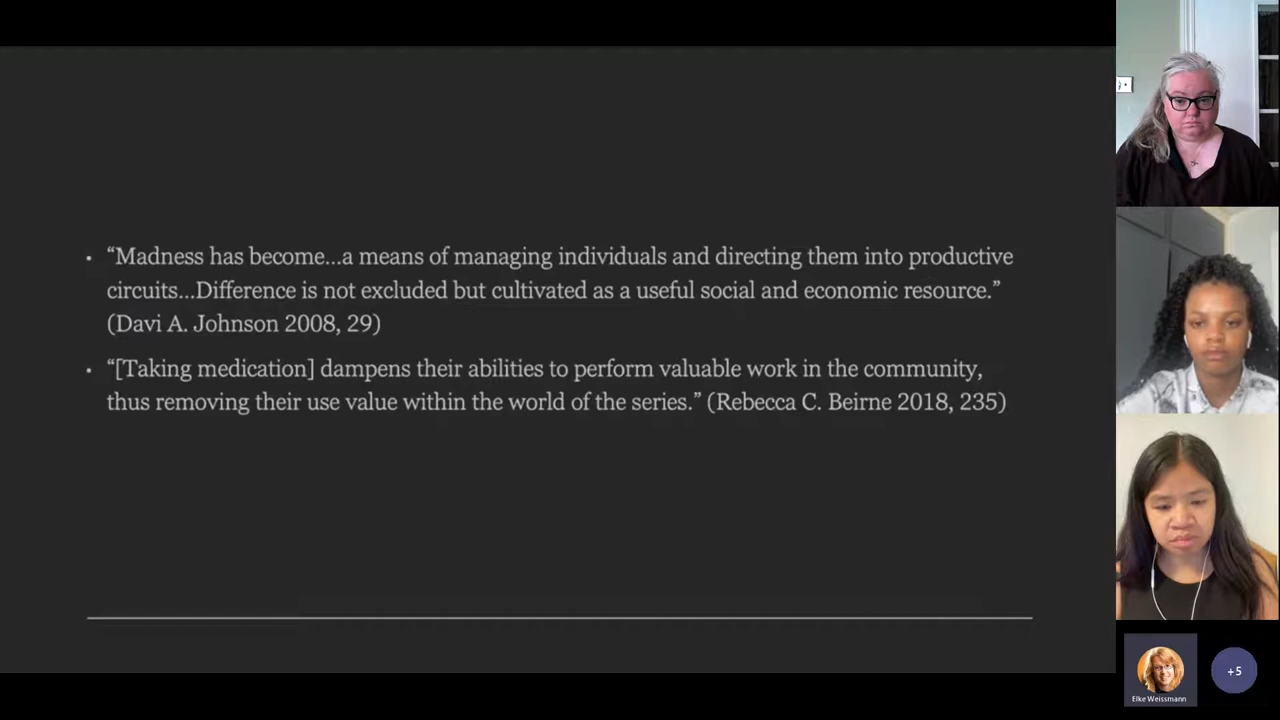 • “Madness has become...a means of managing individuals and directing them into productive
circuits...Difference is not excluded but cultivated as a useful social and economic resource.”
(Davi A. Johnson 2008, 29)
• “[Taking medication] dampens their abilities to perform valuable work in the community,
thus removing their use value within the world of the series.” (Rebecca C. Beirne 2018, 235)
Elke Weissmann
+5